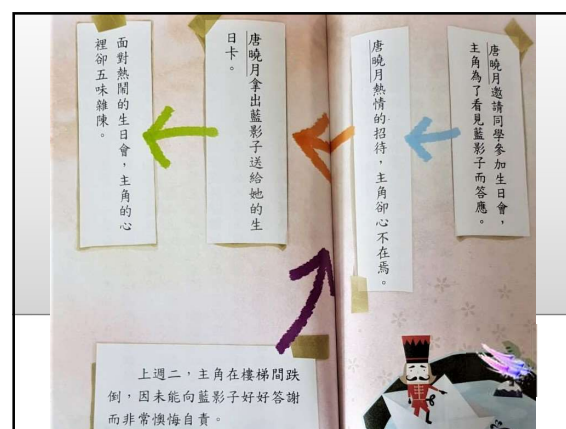 唐曉月邀請同學參加生日會，
主角為了看見藍影子而答應。
唐曉月熱情的招待，主角卻心不在焉。
唐曉月拿出藍影子送給她的生
日卡。
面對熱鬧的生日會，主角的心
裡卻五味雜陳。
上週二，主角在樓梯間跌
倒，因未能向藍影子好好答謝
而非常懊悔自責。